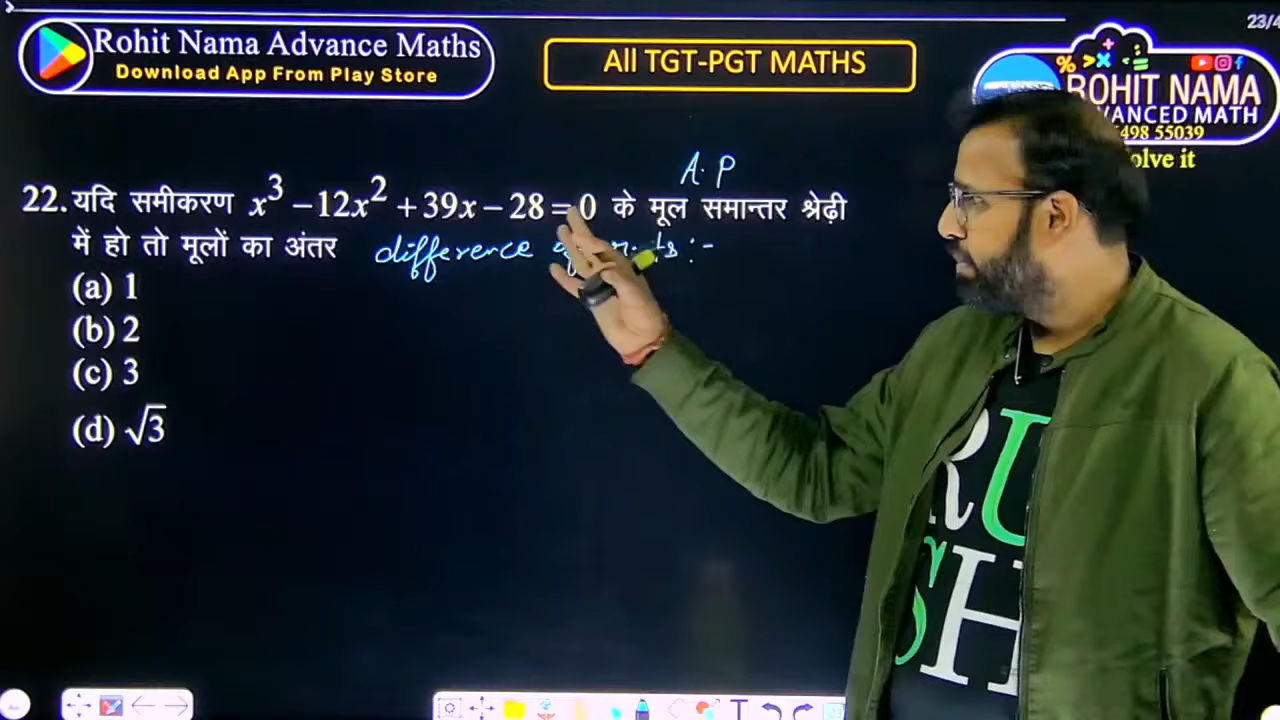 23/4
Rohit Nama Advance Maths
Download App From Play Store
All TGT-PGT MATHS
ROHIT NAMA
ADVANCED MATH
498 55039
olve it
A.P
22. यदि समीकरण x³ – 12x² + 39x – 28 = 0 के मूल समान्तर श्रेढ़ी
में हो तो मूलों का अंतर difference :-
(a) 1
(b) 2
(c) 3
(d) √3
RU
SH
T